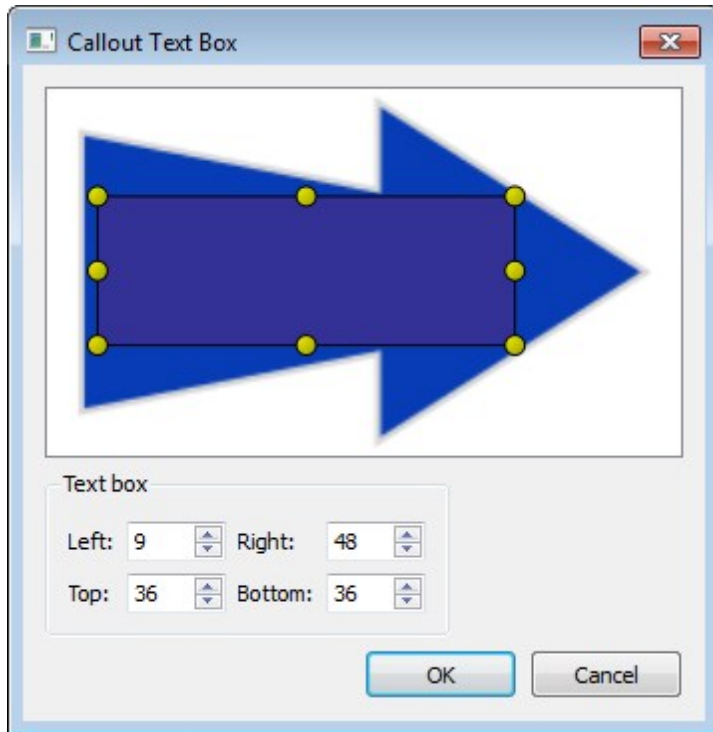 Callout Text Box
Text box
Left: 9 Right: 48
Top: 36 Bottom: 36
OK Cancel